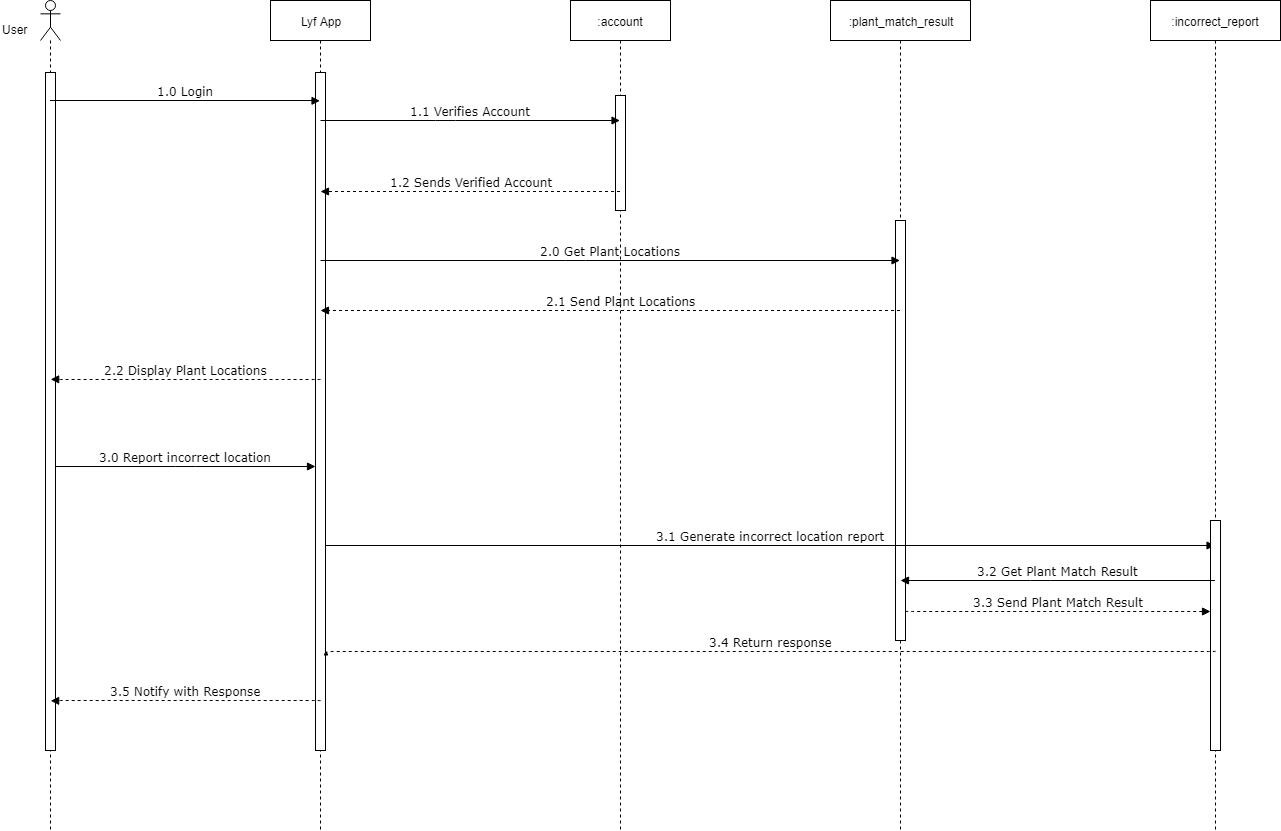 User
Lyf App
:account
:plant_match_result
:incorrect_report
1.0 Login
1.1 Verifies Account
1.2 Sends Verified Account
2.0 Get Plant Locations
2.1 Send Plant Locations
2.2 Display Plant Locations
3.0 Report incorrect location
3.1 Generate incorrect location report
3.2 Get Plant Match Result
3.3 Send Plant Match Result
3.4 Return response
3.5 Notify with Response